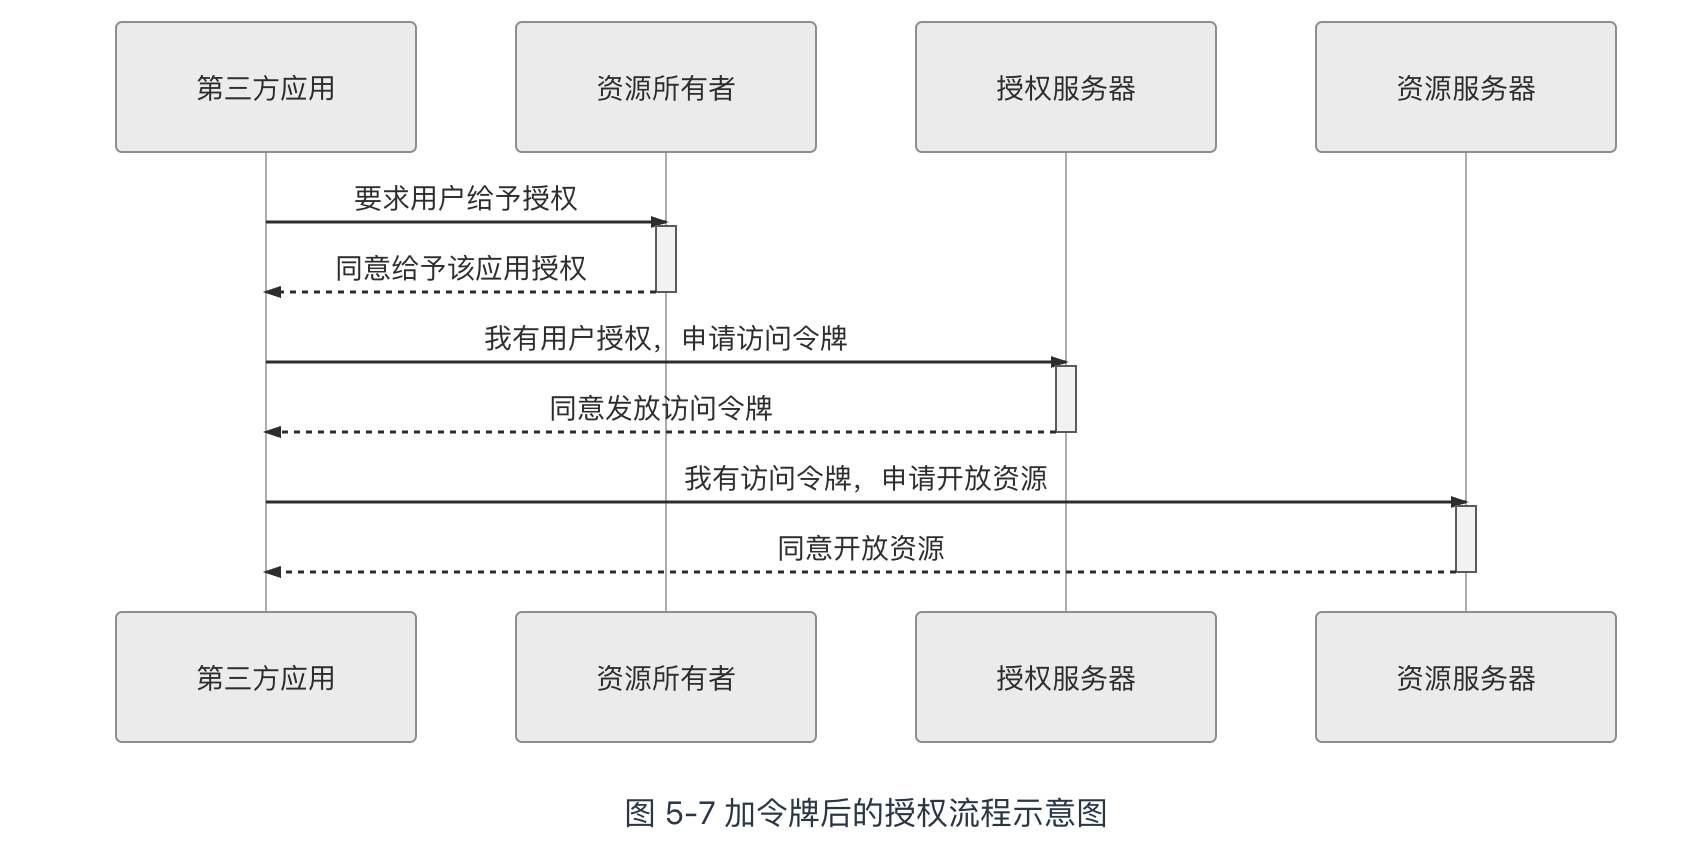 第三方应用
资源所有者
授权服务器
资源服务器
要求用户给予授权
同意给予该应用授权
我有用户授权，申请访问令牌
同意发放访问令牌
我有访问令牌，申请开放资源
同意开放资源
第三方应用
资源所有者
授权服务器
资源服务器
图 5-7 加令牌后的授权流程示意图